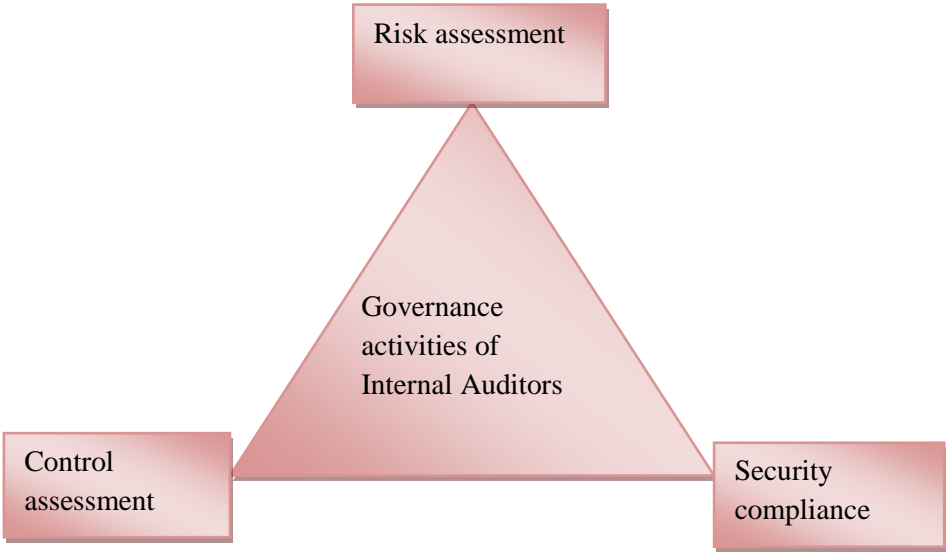 Risk assessment
Governance
activities of
Internal Auditors
Control
assessment
Security
compliance